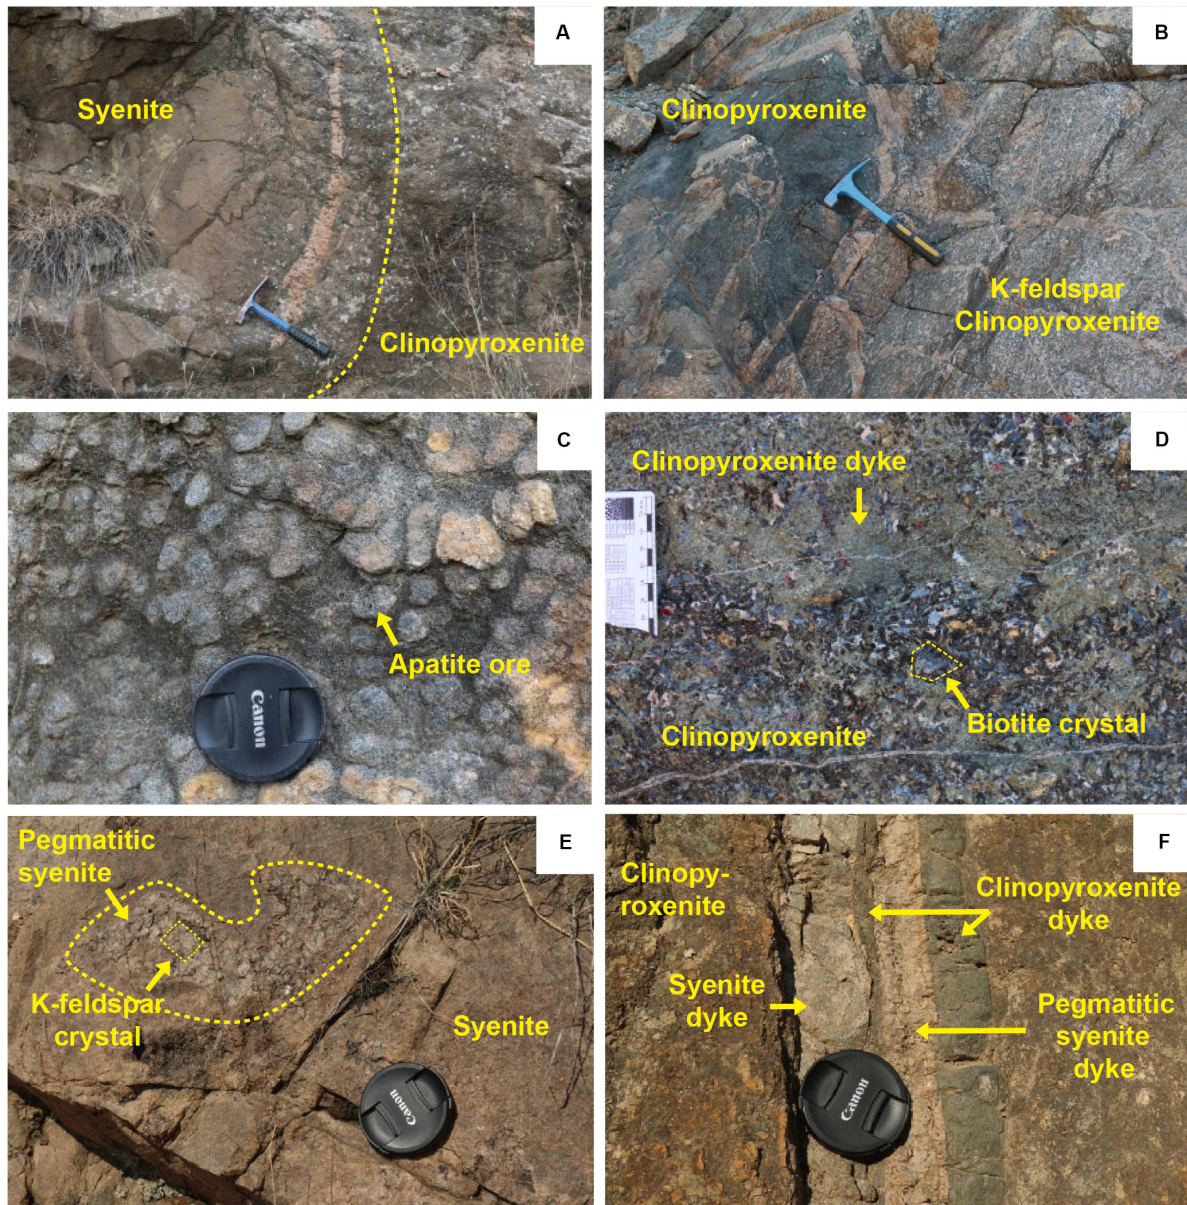 A
Syenite
Clinopyroxenite
B
Clinopyroxenite
K-feldspar
Clinopyroxenite
C
Apatite ore
Canon
D
Clinopyroxenite dyke
Biotite crystal
Clinopyroxenite
E
Pegmatitic
syenite
K-feldspar
crystal
Syenite
Canon
F
Clinopy-
roxenite
Clinopyroxenite
dyke
Syenite
dyke
Pegmatitic
syenite
dyke
Canon